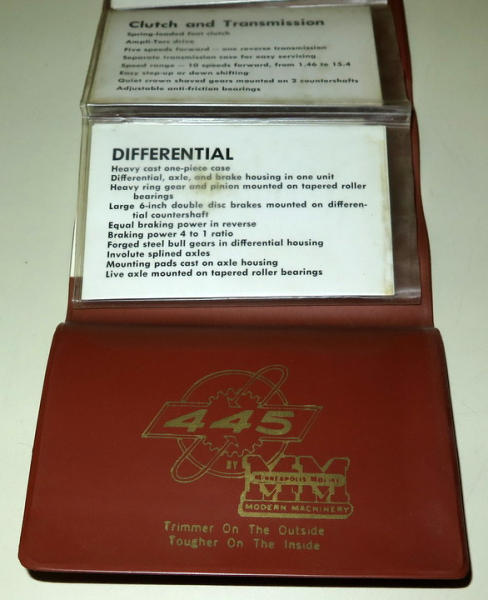 Clutch and Transmission
Spring-loaded foot clutch
Ampli-Torc drive
Five speeds forward — one reverse transmission
Separate transmission case for easy servicing
Speed range — 10 speeds forward, from 1.46 to 15.4
Easy step-up or down shifting
Quiet crown shaved gears mounted on 2 countershafts
Adjustable anti-friction bearings
DIFFERENTIAL
Heavy cast one-piece case
Differential, axle, and brake housing in one unit
Heavy ring gear and pinion mounted on tapered roller
bearings
Large 6-inch double disc brakes mounted on differen-
tial countershaft
Equal braking power in reverse
Braking power 4 to 1 ratio
Forged steel bull gears in differential housing
Involute splined axles
Mounting pads cast on axle housing
Live axle mounted on tapered roller bearings
445
BY MM
MINNEAPOLIS MOLINE
MODERN MACHINERY
Trimmer On The Outside
Tougher On The Inside